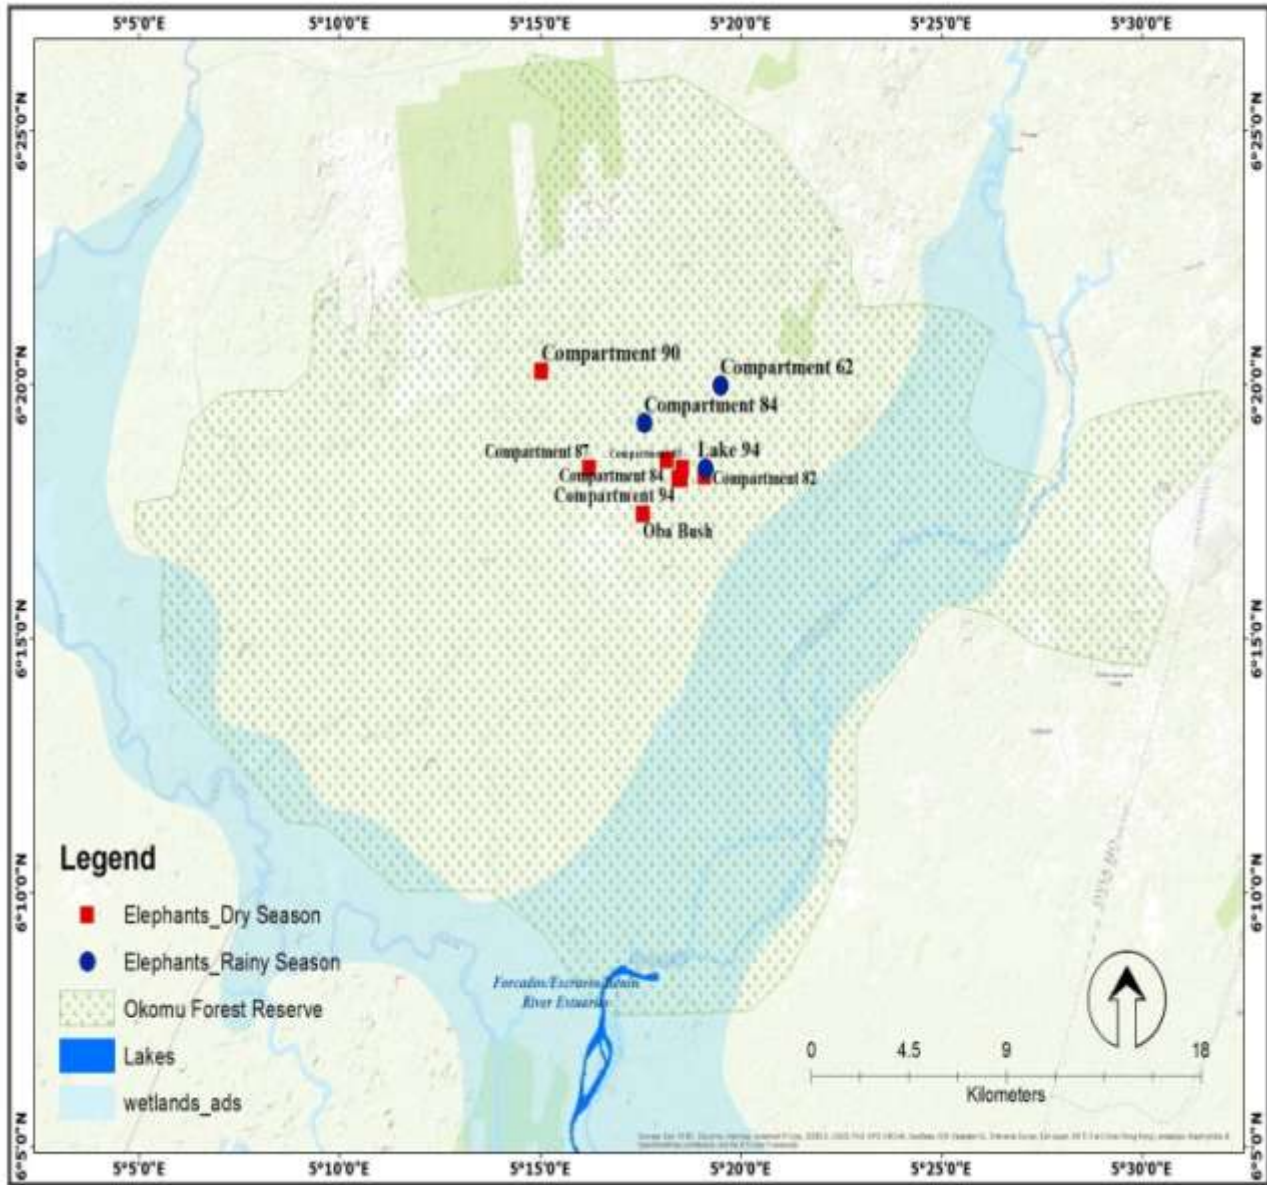 5°5'0"E 5°10'0"E 5°15'0"E 5°20'0"E 5°25'0"E 5°30'0"E
6°25'0"N 6°25'0"N
6°20'0"N 6°20'0"N
Compartment 90
Compartment 62
Compartment 84
Compartment 87
Lake 94
Compartment 84
Compartment 82
Compartment 94
Oba Bush
6°15'0"N 6°15'0"N
6°10'0"N 6°10'0"N
Legend
Elephants_Dry Season
Elephants_Rainy Season
Okomu Forest Reserve
Lakes
wetlands_ads
River Estuaries
0 4.5 9 18
Kilometers
6°5'0"N 6°5'0"N
5°5'0"E 5°10'0"E 5°15'0"E 5°20'0"E 5°25'0"E 5°30'0"E